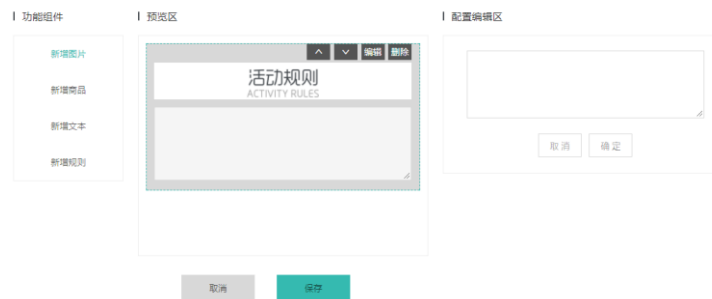 功能组件
新增图片
新增商品
新增文本
新增规则
预览区
编辑 删除
活动规则
ACTIVITY RULES
取消 保存
配置编辑区
取消 确定